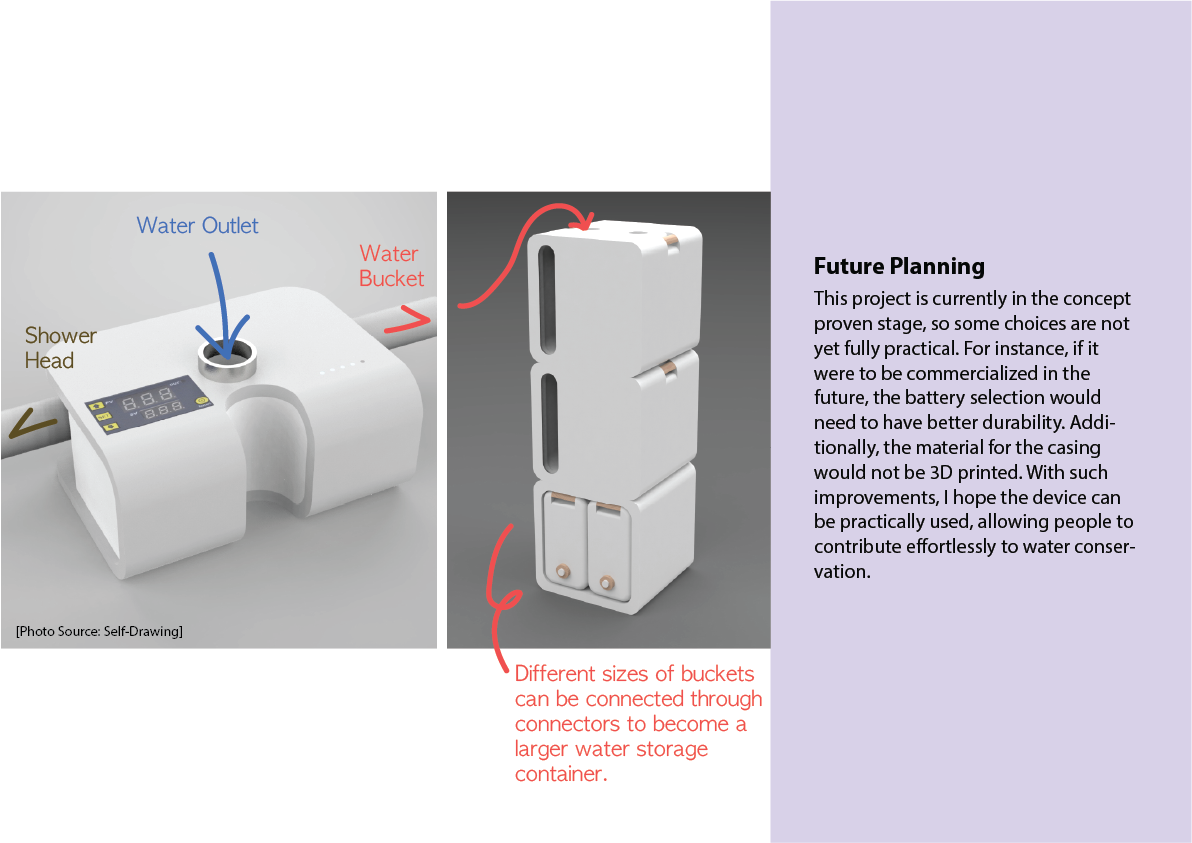 Water Outlet
Water
Bucket
Shower
Head
[Photo Source: Self-Drawing]
Different sizes of buckets
can be connected through
connectors to become a
larger water storage
container.
Future Planning
This project is currently in the concept
proven stage, so some choices are not
yet fully practical. For instance, if it
were to be commercialized in the
future, the battery selection would
need to have better durability. Addi-
tionally, the material for the casing
would not be 3D printed. With such
improvements, I hope the device can
be practically used, allowing people to
contribute effortlessly to water conser-
vation.